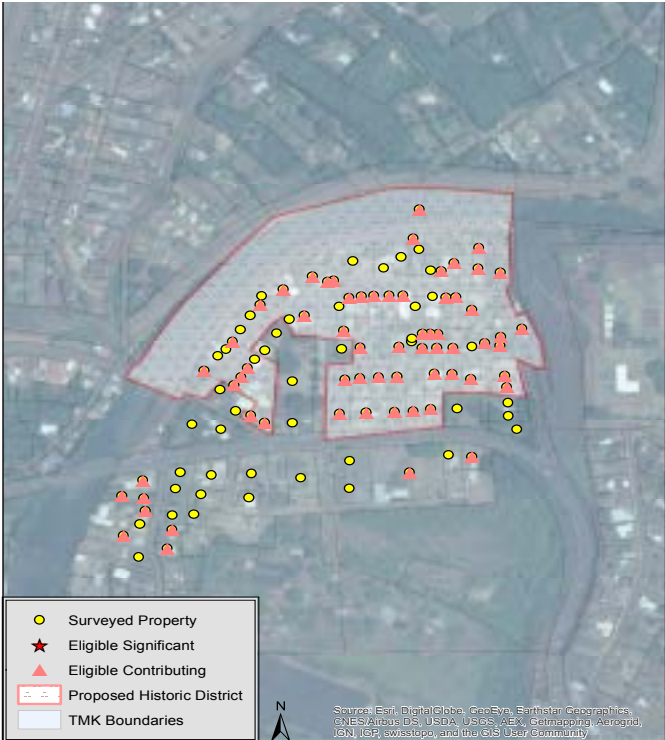 Surveyed Property
Eligible Significant
Eligible Contributing
Proposed Historic District
TMK Boundaries
N
Source: Esri, DigitalGlobe, GeoEye, Earthstar Geographics,
CNES/Airbus DS, USDA, USGS, AEX, Getmapping, Aerogrid,
IGN, IGP, swisstopo, and the GIS User Community